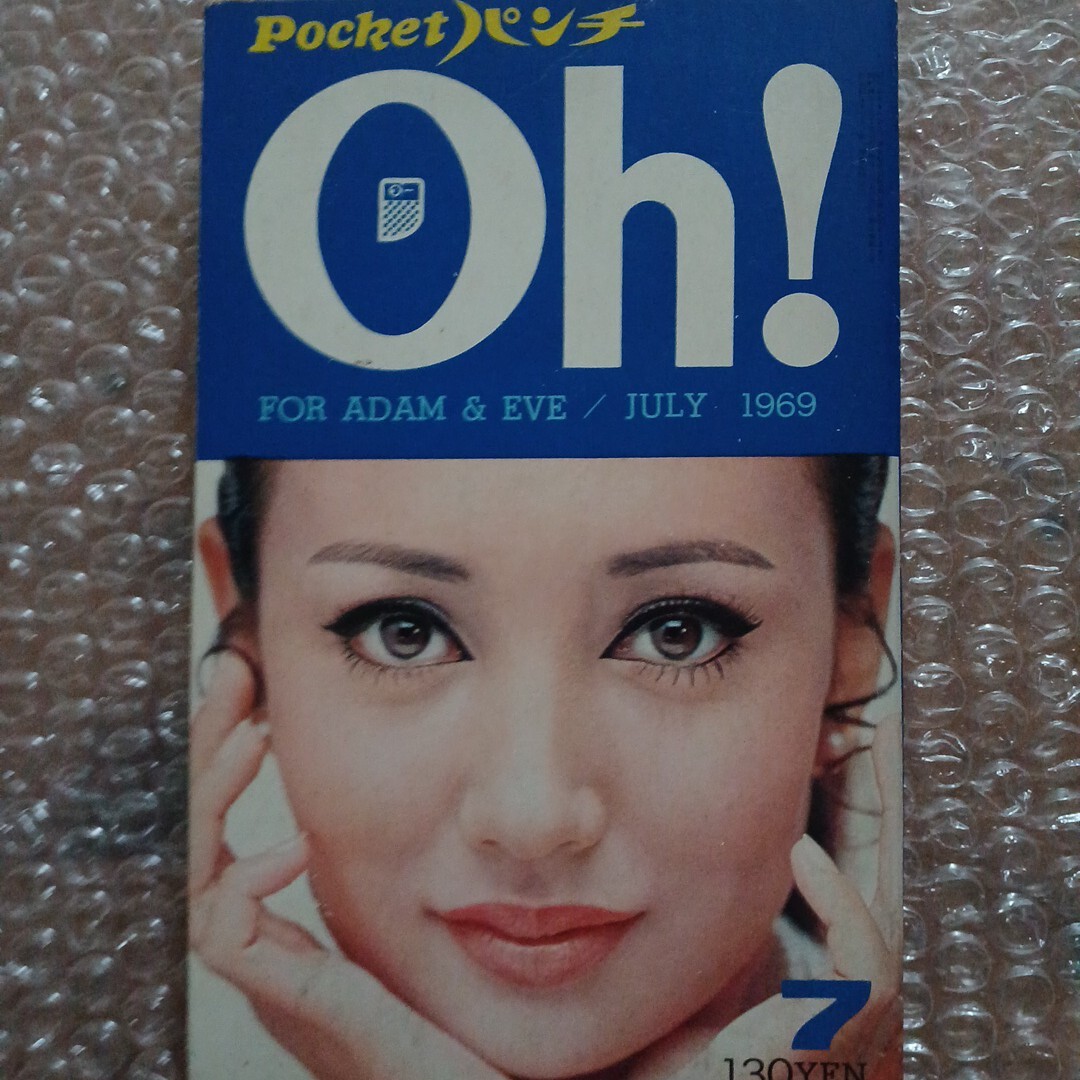 Pocketパンチ
Oh!
FOR ADAM & EVE / JULY 1969
7
130YEN